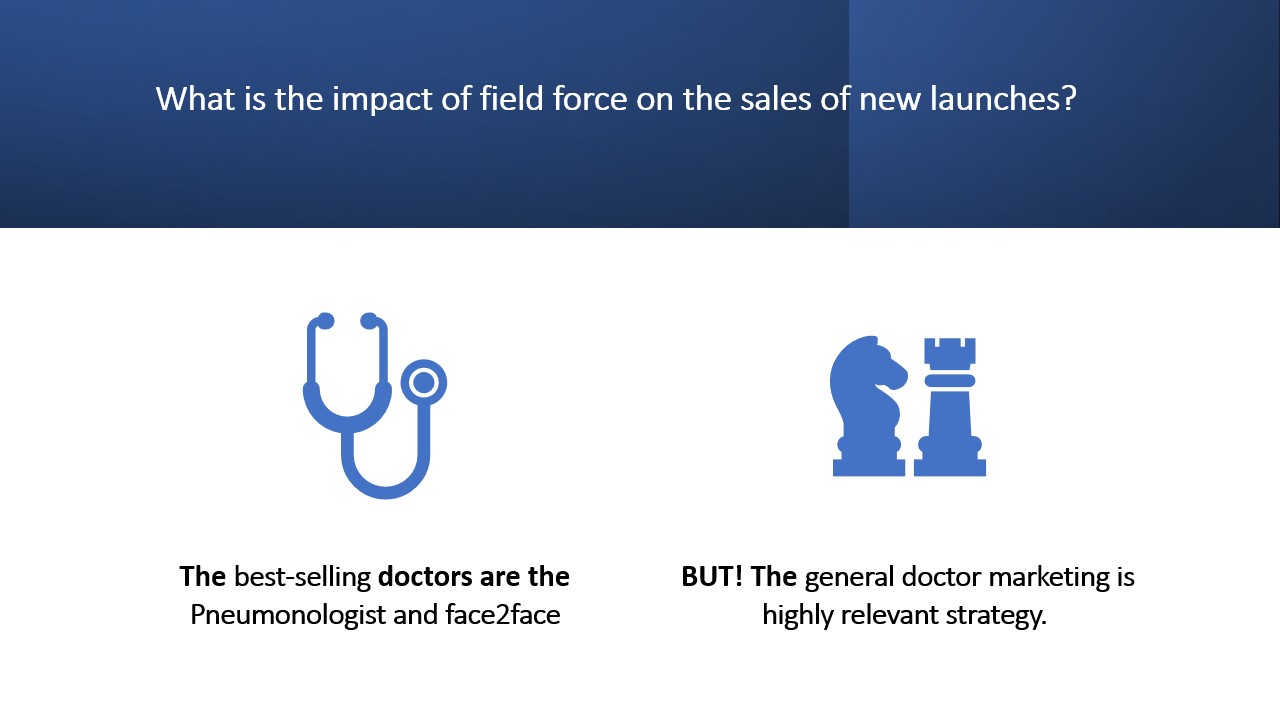 What is the impact of field force on the sales of new launches?
The best-selling doctors are the
Pneumonologist and face2face
BUT! The general doctor marketing is
highly relevant strategy.